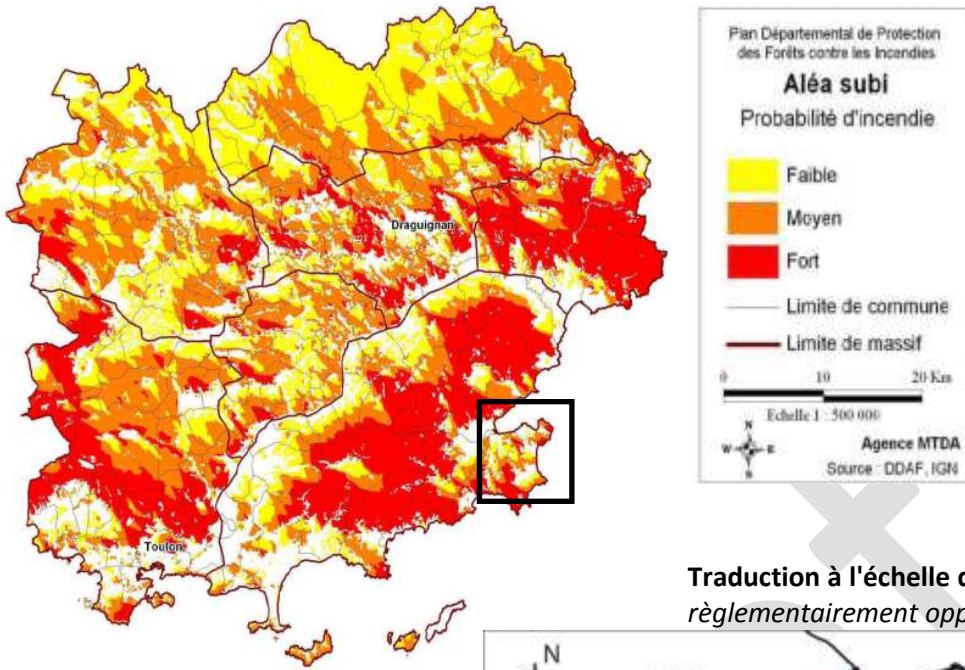 Plan Départemental de Protection
des Forêts contre les Incendies
Aléa subi
Probabilité d'incendie
Faible
Moyen
Fort
Limite de commune
Limite de massif
0 10 20 Km
Echelle 1 : 500 000
N
W E
S
Agence MTDA
Source : DDAF, IGN
Draguignan
Toulon
Traduction à l'échelle
règlementairement opp
N